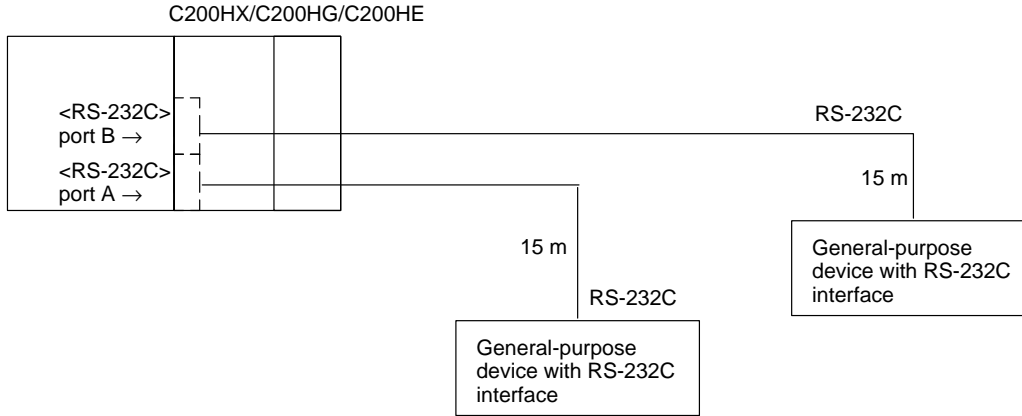 C200HX/C200HG/C200HE
<RS-232C>
port B →
<RS-232C>
port A →
RS-232C
15 m
General-purpose
device with RS-232C
interface
15 m
RS-232C
General-purpose
device with RS-232C
interface